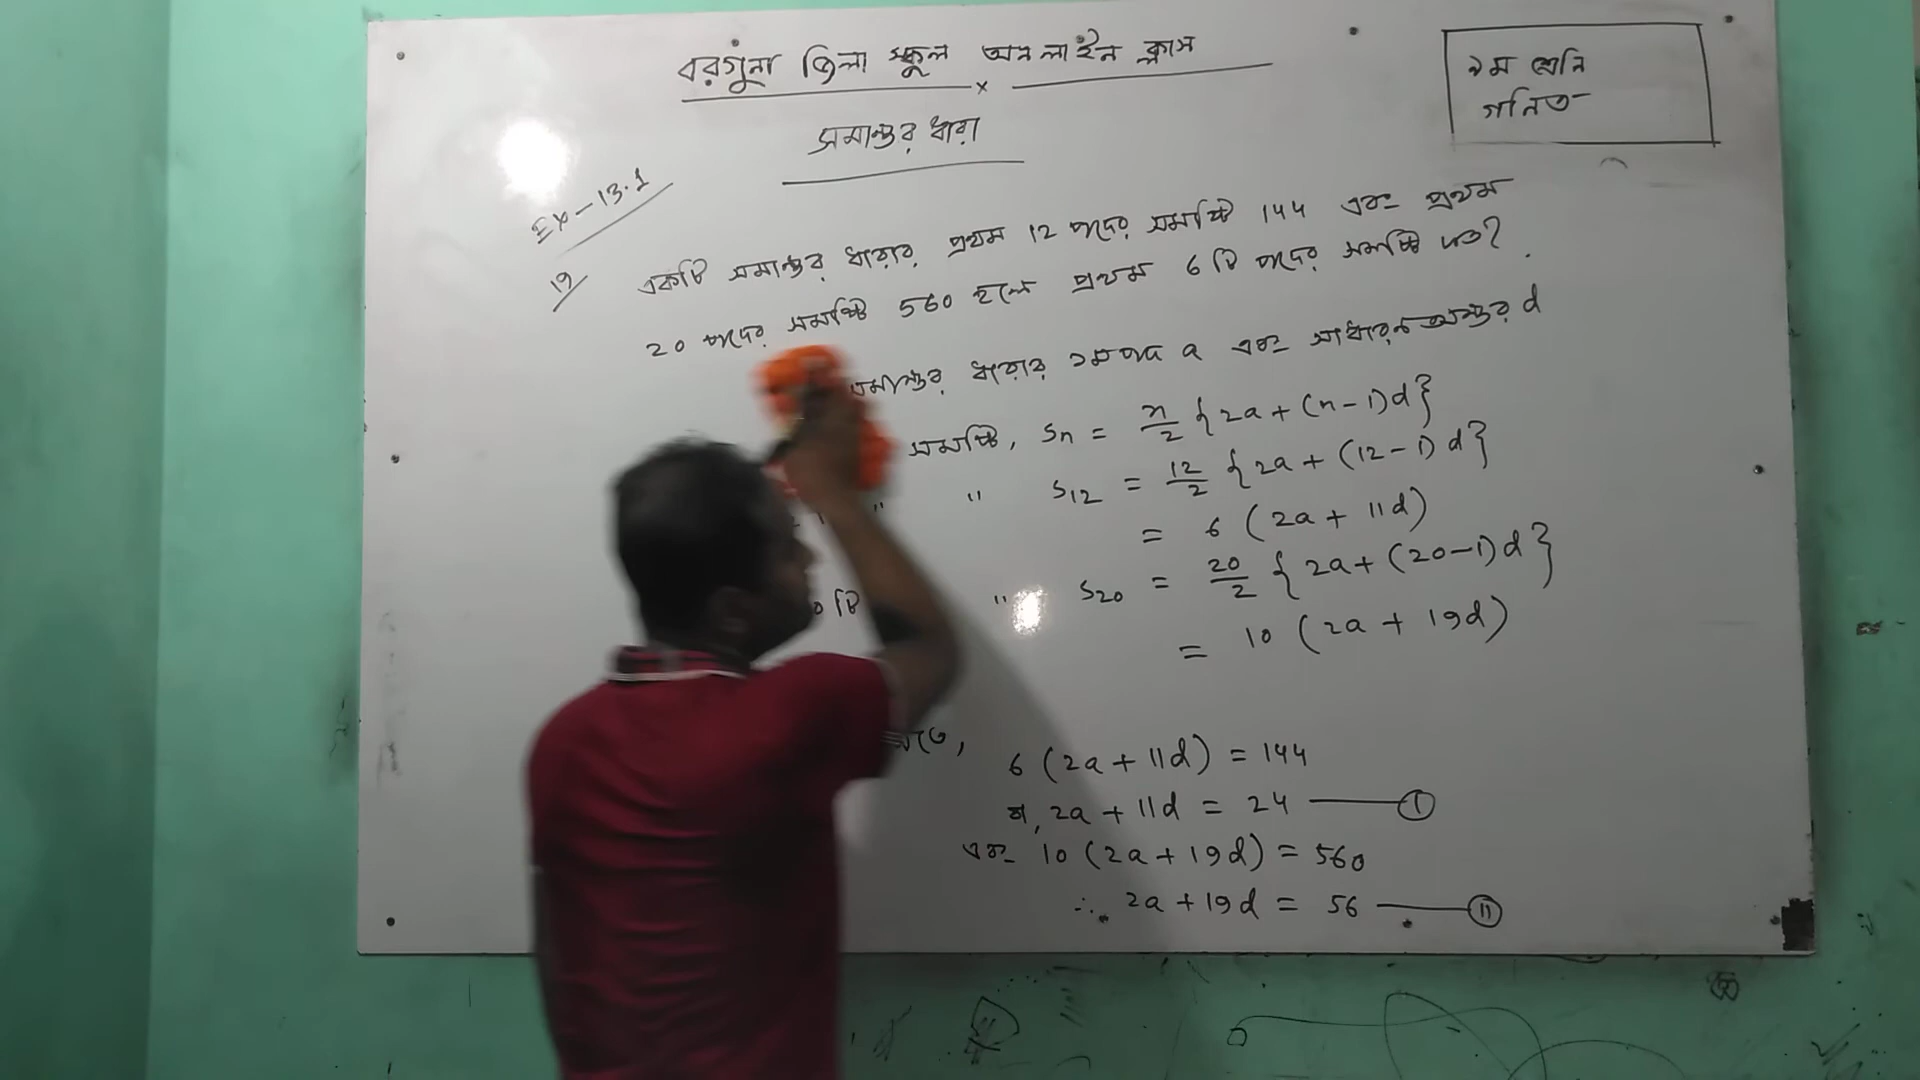 বরগুনা জিলা স্কুল অনলাইন ক্লাস
৯ম শ্রেনি
গনিত
সমান্তর ধারা
Ex-13.1
একটি সমান্তর ধারার প্রথম 12 পদের সমষ্টি 144 এবং প্রথম
20 পদের সমষ্টি 560 হলে প্রথম 6 টি পদের সমষ্টি কত?
সমান্তর ধারার ১ম পদ a এবং সাধারন অন্তর d
সমষ্টি, Sn = n/2 {2a + (n-1)d}
" " S12 = 12/2 {2a + (12-1)d}
= 6 (2a + 11d)
টি " S20 = 20/2 {2a + (20-1)d}
= 10 (2a + 19d)
মতে,
6 (2a + 11d) = 144
বা, 2a + 11d = 24 —— (I)
এবং 10 (2a + 19d) = 560
∴ 2a + 19d = 56 —— (II)